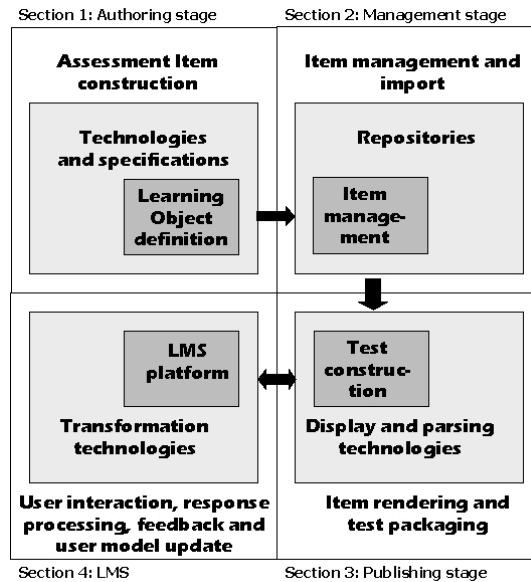 Section 1: Authoring stage
Section 2: Management stage
Assessment Item
construction
Technologies
and specifications
Learning
Object
definition
Item management and
import
Repositories
Item
manage-
ment
LMS
platform
Transformation
technologies
User interaction, response
processing, feedback and
user model update
Test
construc-
tion
Display and parsing
technologies
Item rendering and
test packaging
Section 4: LMS
Section 3: Publishing stage